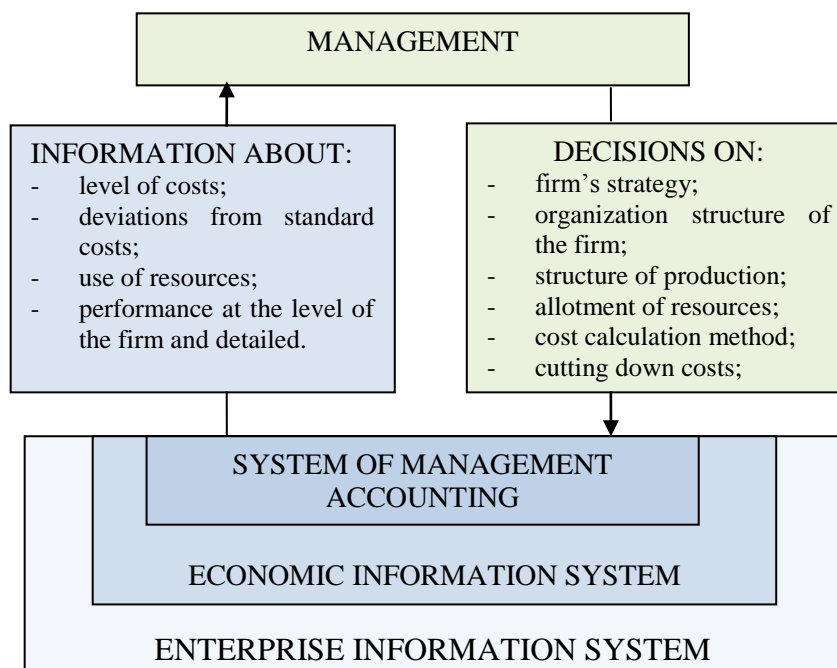 MANAGEMENT
INFORMATION ABOUT:
- level of costs;
- deviations from standard
costs;
- use of resources;
- performance at the level of
the firm and detailed.
DECISIONS ON:
- firm's strategy;
- organization structure of
the firm;
- structure of production;
- allotment of resources;
- cost calculation method;
- cutting down costs;
SYSTEM OF MANAGEMENT
ACCOUNTING
ECONOMIC INFORMATION SYSTEM
ENTERPRISE INFORMATION SYSTEM